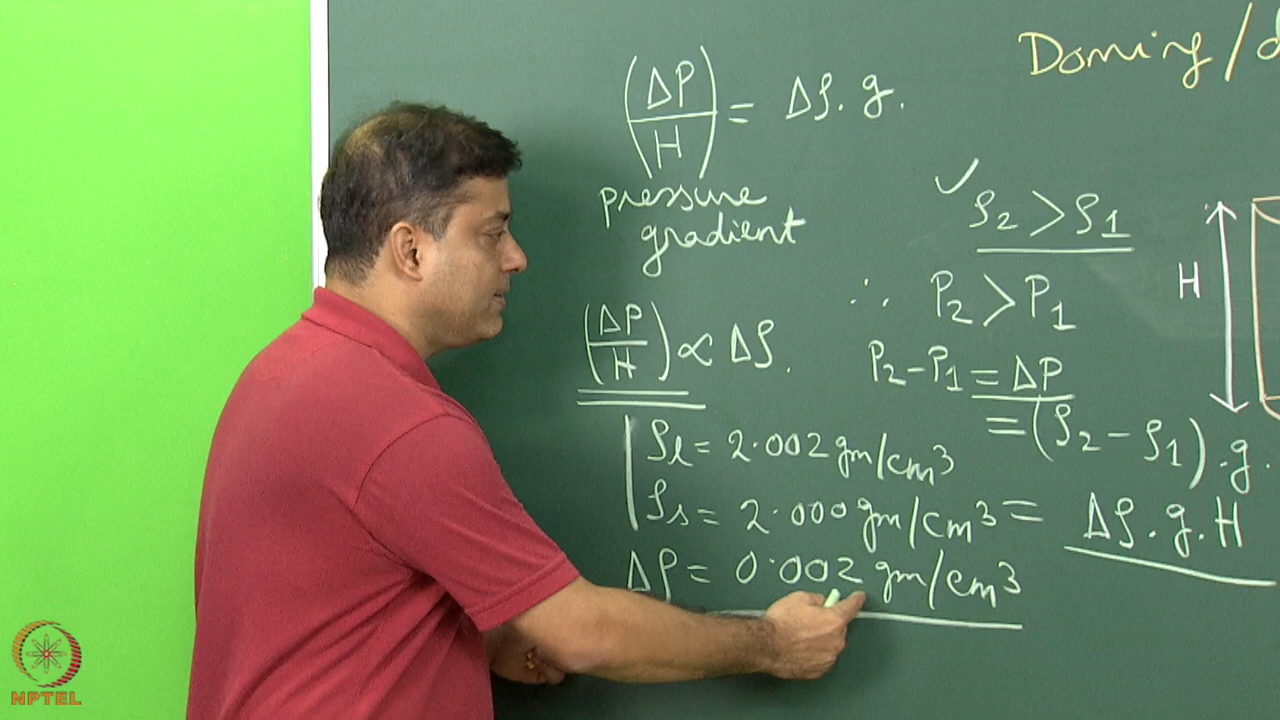 Doming/d
(ΔP/H) = Δρ.g.
pressure
gradient
✓ ρ2 > ρ1
H
∴ P2 > P1
(ΔP/H) ∝ Δρ.
P2-P1 = ΔP
= (ρ2-ρ1).g.
= Δρ.g.H
ρl = 2.002 gm/cm³
ρs = 2.000 gm/cm³
Δρ = 0.002 gm/cm³
NPTEL